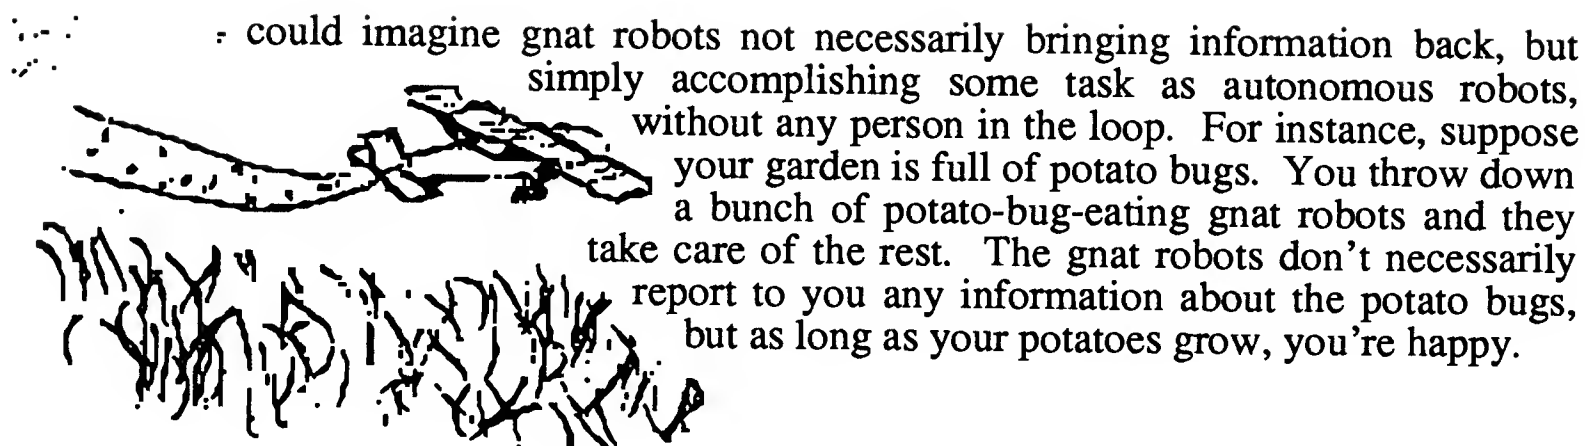 could imagine gnat robots not necessarily bringing information back, but
simply accomplishing some task as autonomous robots,
without any person in the loop. For instance, suppose
your garden is full of potato bugs. You throw down
a bunch of potato-bug-eating gnat robots and they
take care of the rest. The gnat robots don't necessarily
report to you any information about the potato bugs,
but as long as your potatoes grow, you're happy.